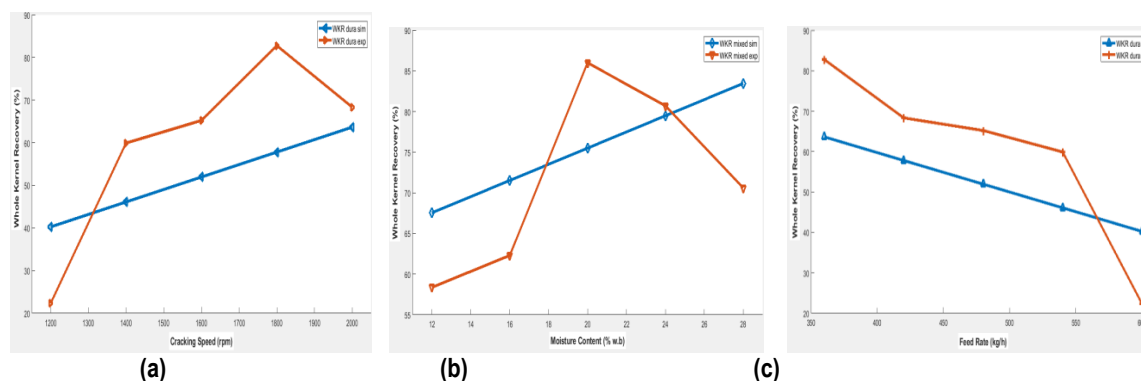 WKR dura sim
WKR dura exp
Whole Kernel Recovery (%)
90
80
70
60
50
40
30
20
1200 1300 1400 1500 1600 1700 1800 1900 2000
Cracking Speed (rpm)
(a)
WKR mixed sim
WKR mixed exp
Whole Kernel Recovery (%)
90
85
80
75
70
65
60
55
12 14 16 18 20 22 24 26 28
Moisture Content (% w.b)
(b)
WKR dura
WKR dura
Whole Kernel Recovery (%)
90
80
70
60
50
40
30
20
350 400 450 500 550
Feed Rate (kg/h)
(c)